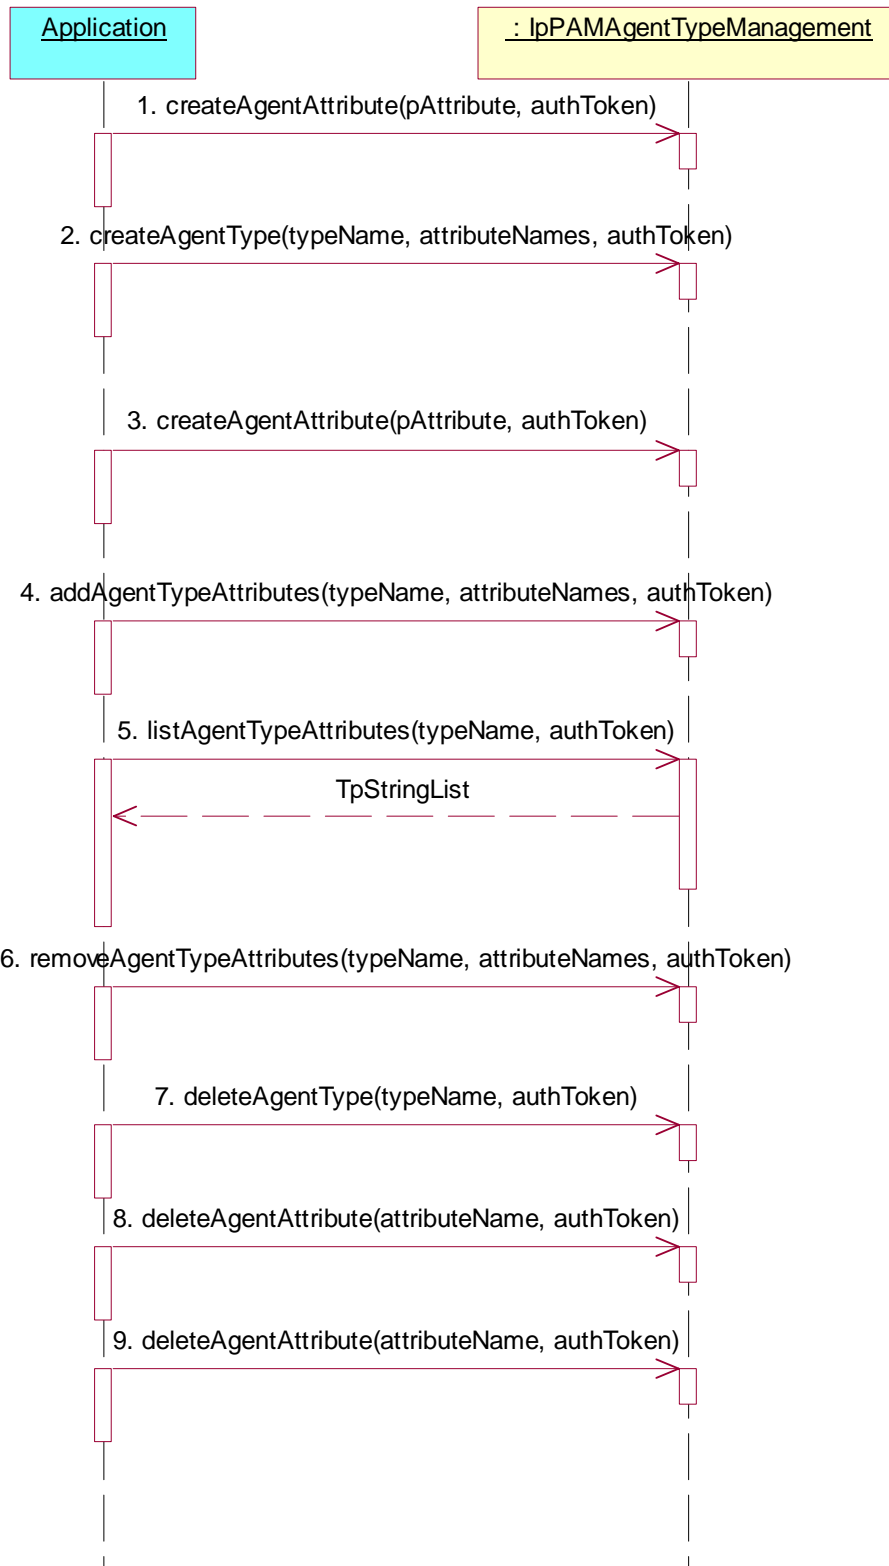 Application
: IpPAMAgentTypeManagement
1. createAgentAttribute(pAttribute, authToken)
2. createAgentType(typeName, attributeNames, authToken)
3. createAgentAttribute(pAttribute, authToken)
4. addAgentTypeAttributes(typeName, attributeNames, authToken)
5. listAgentTypeAttributes(typeName, authToken)
TpStringList
6. removeAgentTypeAttributes(typeName, attributeNames, authToken)
7. deleteAgentType(typeName, authToken)
8. deleteAgentAttribute(attributeName, authToken)
9. deleteAgentAttribute(attributeName, authToken)